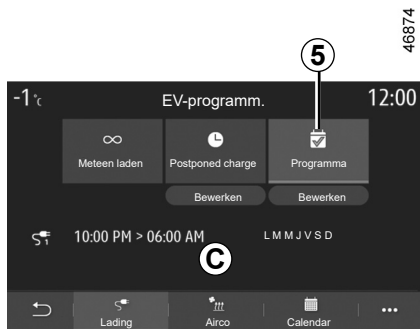 46874
5
-1 °C
EV-programm.
12:00
∞
Meteen laden
Postponed charge
Programma
Bewerken
Bewerken
10:00 PM > 06:00 AM
L M M J V S D
C
Lading
Airco
Calendar
•••